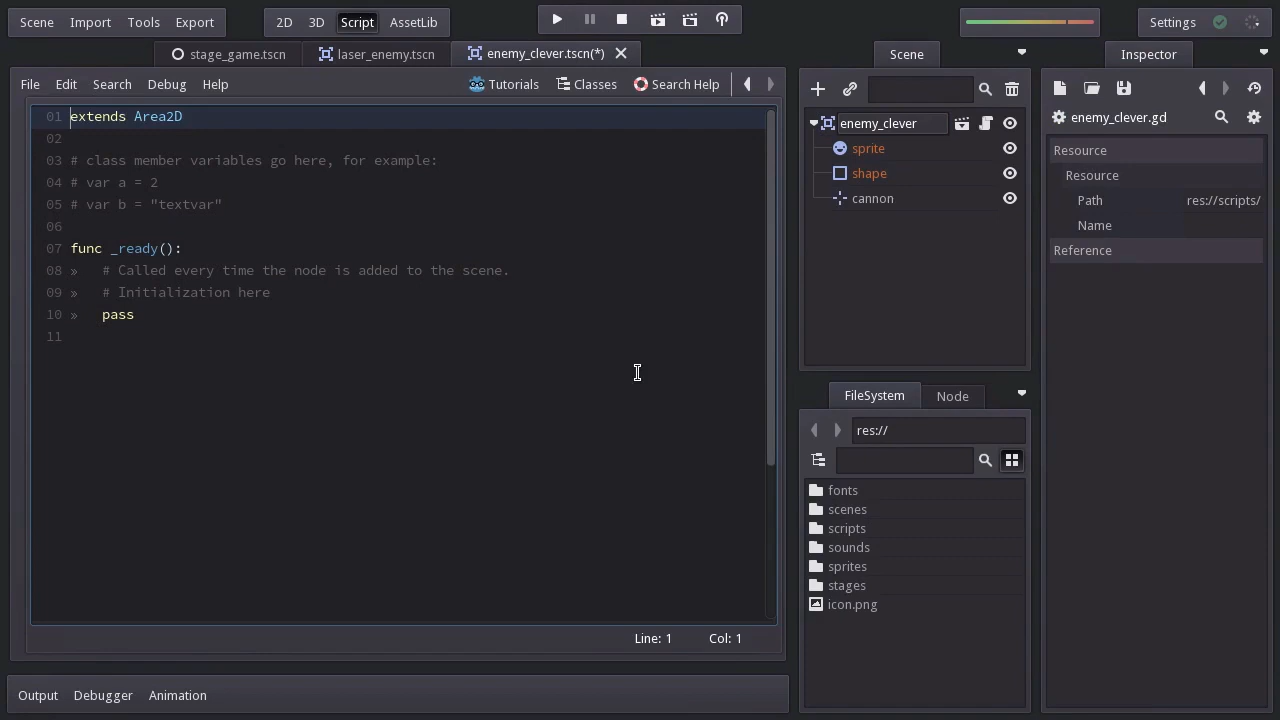 Scene Import Tools Export 2D 3D Script AssetLib Settings
stage_game.tscn laser_enemy.tscn enemy_clever.tscn(*)
File Edit Search Debug Help Tutorials Classes Search Help
01 extends Area2D
02
03 # class member variables go here, for example:
04 # var a = 2
05 # var b = "textvar"
06
07 func _ready():
08 » # Called every time the node is added to the scene.
09 » # Initialization here
10 » pass
11
Line: 1 Col: 1
Output Debugger Animation
Scene
enemy_clever
sprite
shape
cannon
FileSystem Node
res://
fonts
scenes
scripts
sounds
sprites
stages
icon.png
Inspector
enemy_clever.gd
Resource
Resource
Path res://scripts/
Name
Reference